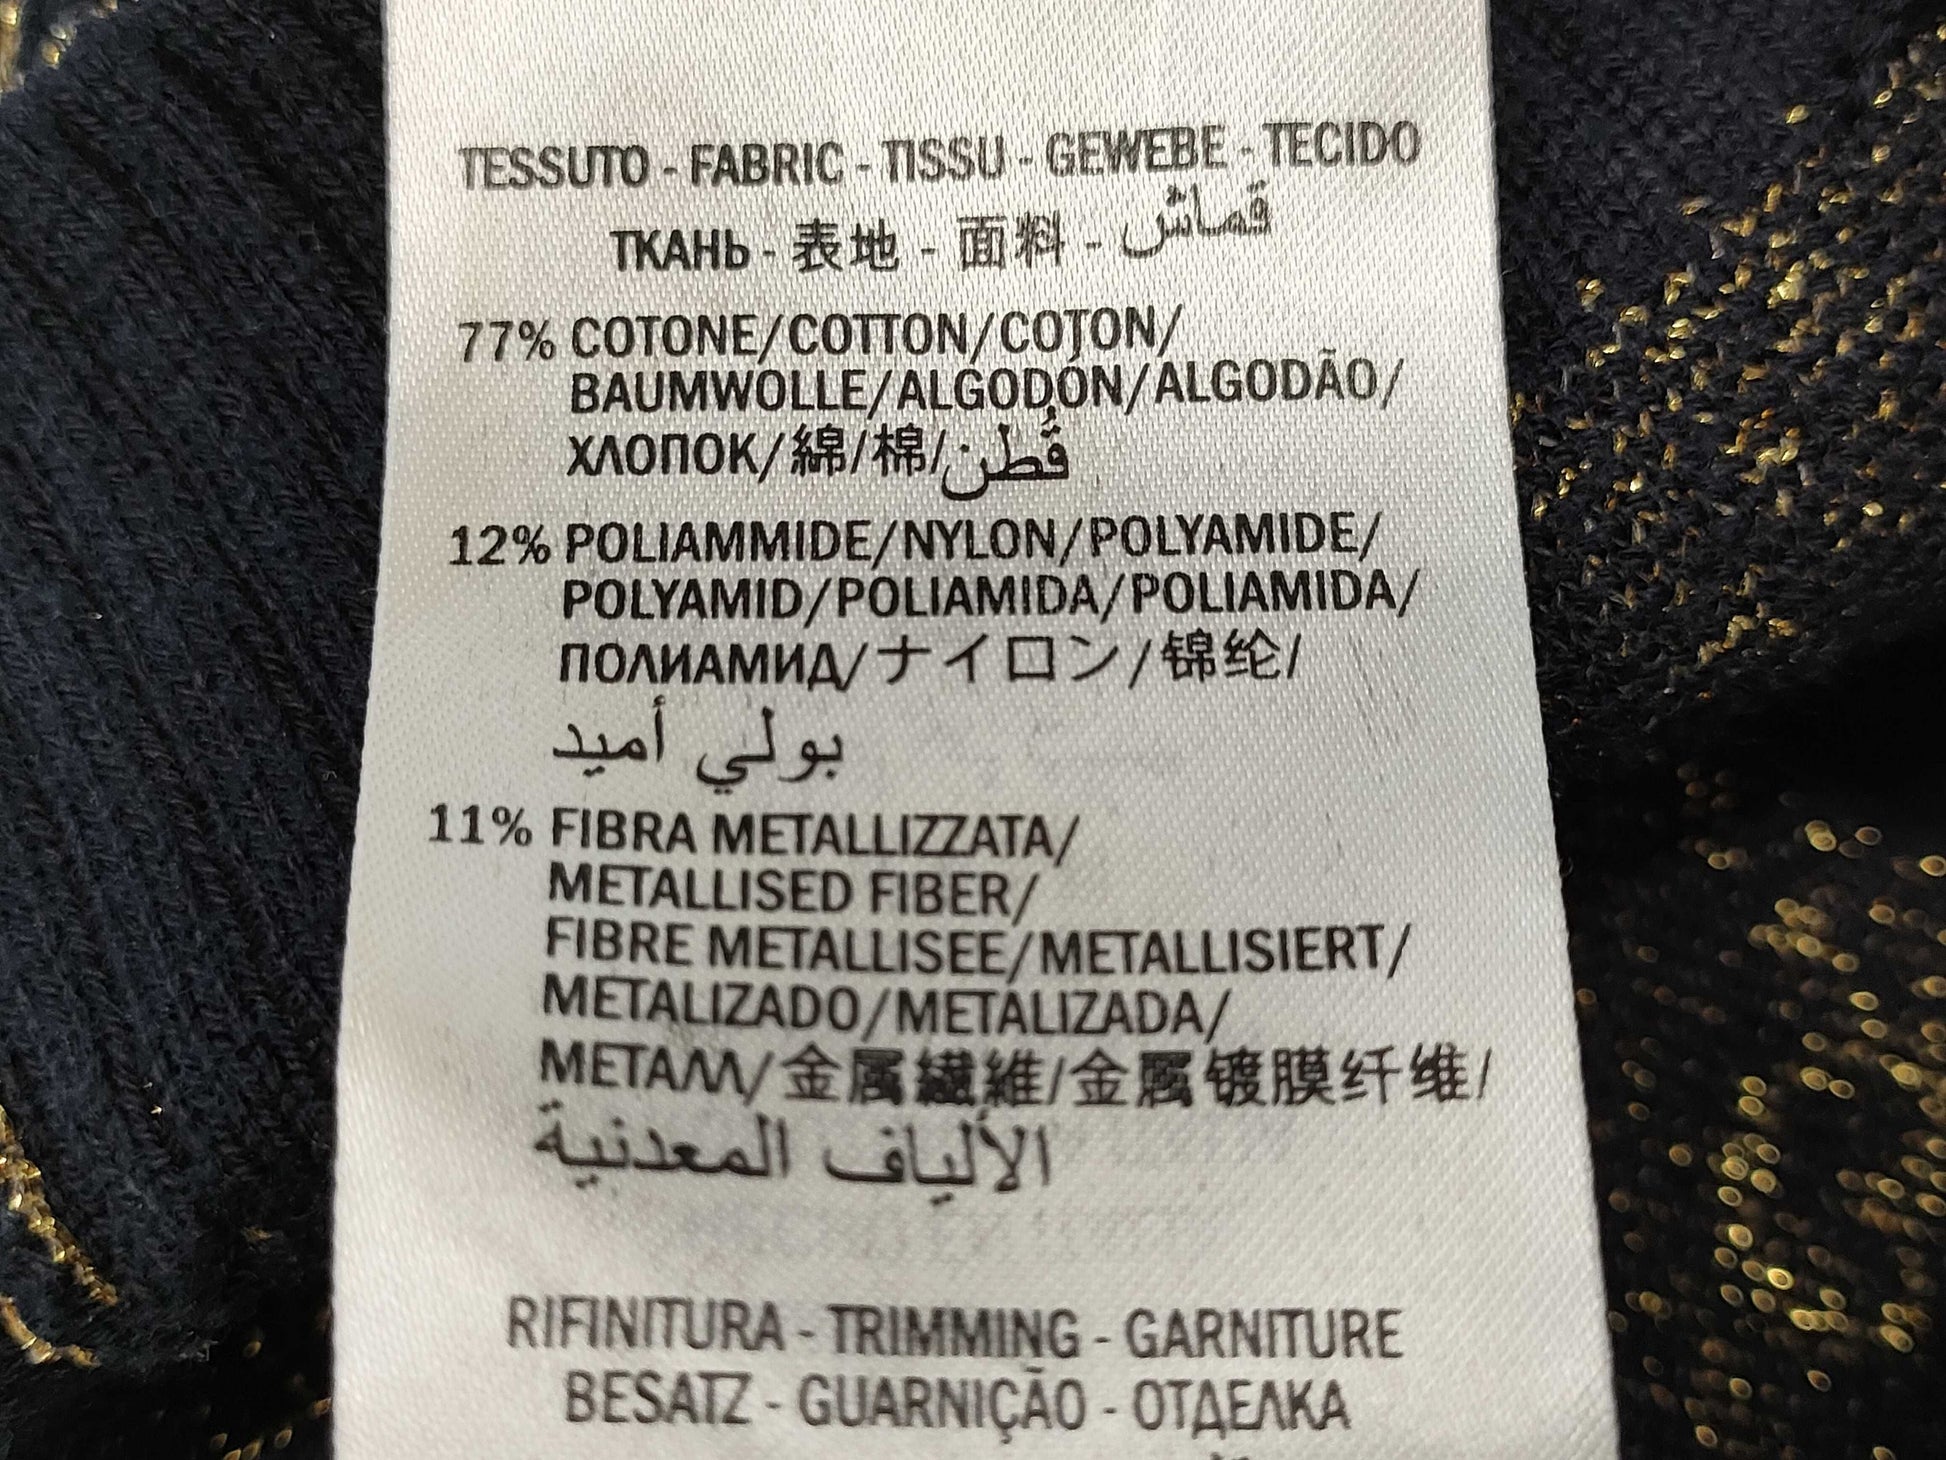 TESSUTO - FABRIC - TISSU - GEWEBE - TECIDO
ТКАНЬ - 表地 - 面料 - قماش
77% COTONE/COTTON/COTON/
BAUMWOLLE/ALGODÓN/ALGODÃO/
ХЛОПОК/綿/棉/قُطن
12% POLIAMMIDE/NYLON/POLYAMIDE/
POLYAMID/POLIAMIDA/POLIAMIDA/
ПОЛИАМИД/ナイロン/锦纶/
بولي أميد
11% FIBRA METALLIZZATA/
METALLISED FIBER/
FIBRE METALLISEE/METALLISIERT/
METALIZADO/METALIZADA/
МЕТАЛЛ/金属繊維/金属镀膜纤维/
الألياف المعدنية
RIFINITURA - TRIMMING - GARNITURE
BESATZ - GUARNIÇÃO - ОТДЕЛКА